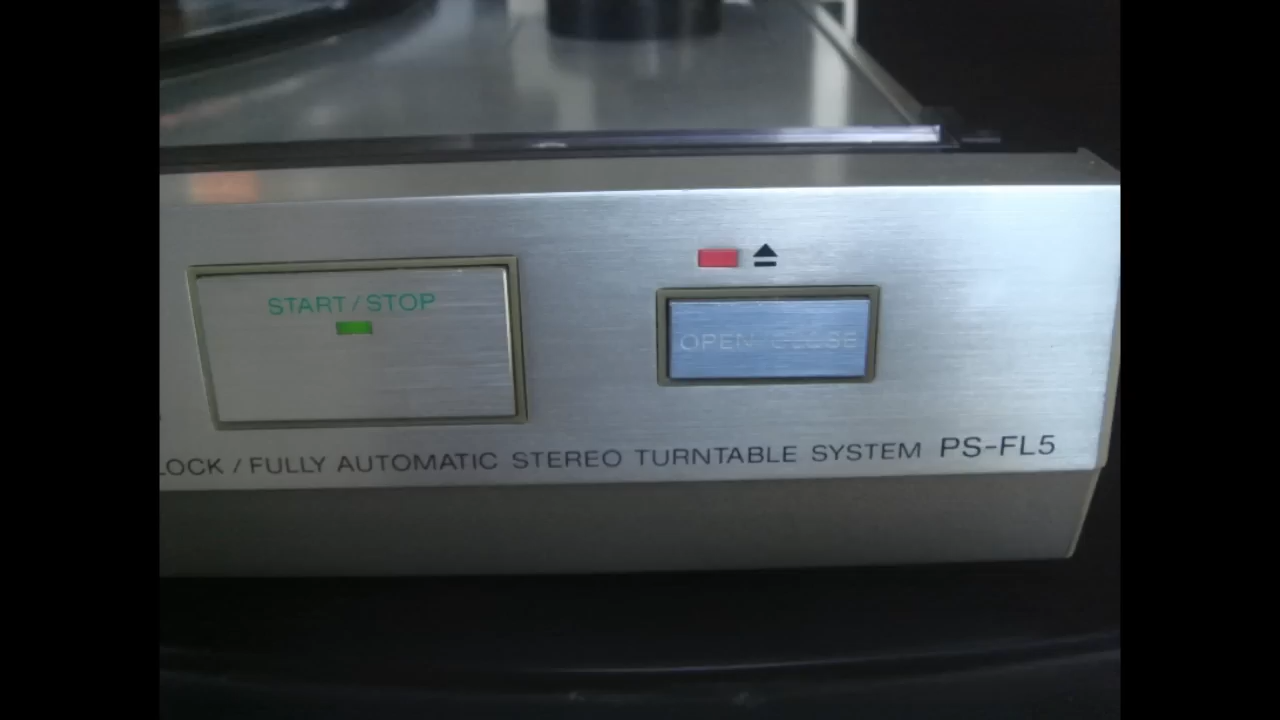 START/STOP
OPEN/CLOSE
LOCK / FULLY AUTOMATIC STEREO TURNTABLE SYSTEM PS-FL5